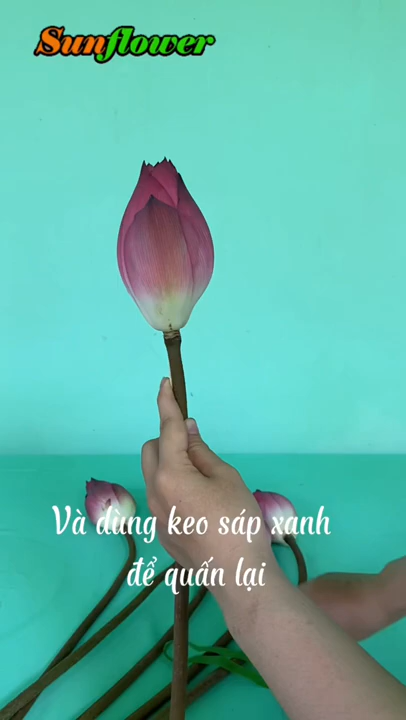 Sunflower
Và dùng keo sáp xanh
để quấn lại